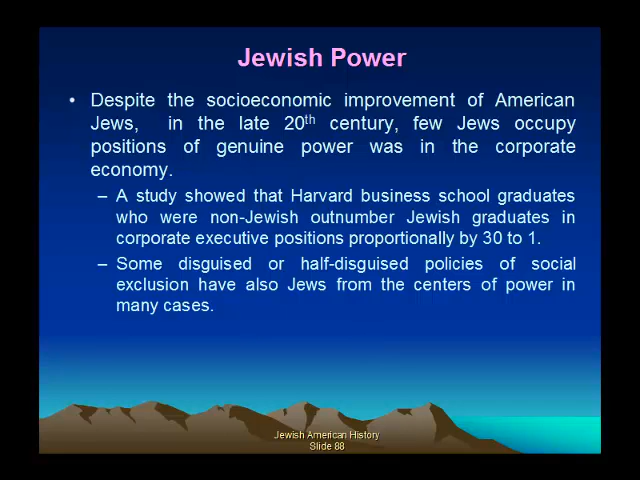 Jewish Power
• Despite the socioeconomic improvement of American
Jews, in the late 20th century, few Jews occupy
positions of genuine power was in the corporate
economy.
– A study showed that Harvard business school graduates
who were non-Jewish outnumber Jewish graduates in
corporate executive positions proportionally by 30 to 1.
– Some disguised or half-disguised policies of social
exclusion have also Jews from the centers of power in
many cases.
Jewish American History
Slide 88